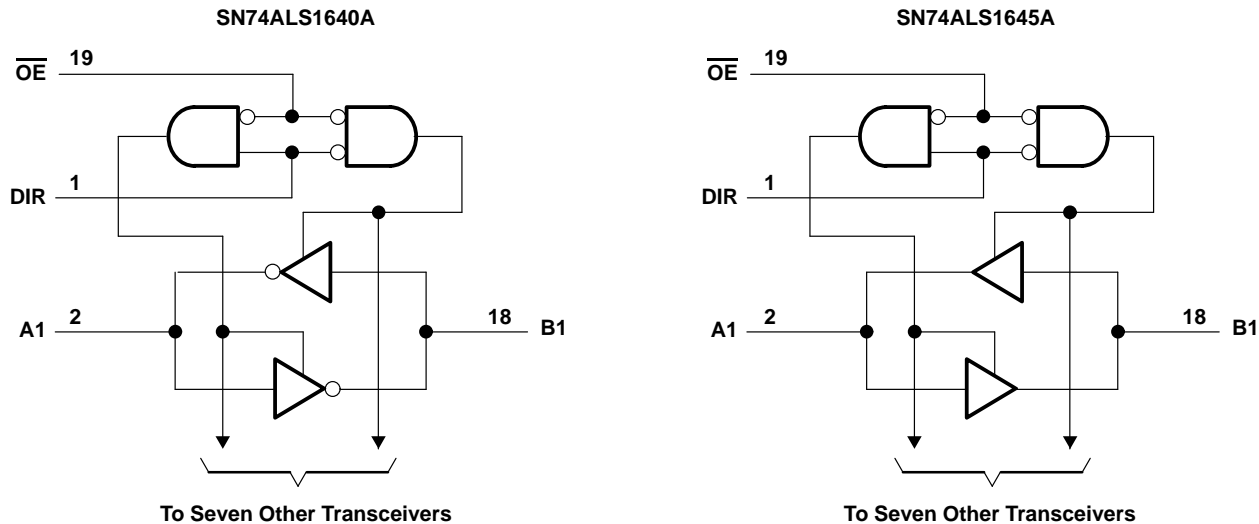 SN74ALS1640A
OE 19
DIR 1
A1 2
18 B1
To Seven Other Transceivers
SN74ALS1645A
OE 19
DIR 1
A1 2
18 B1
To Seven Other Transceivers